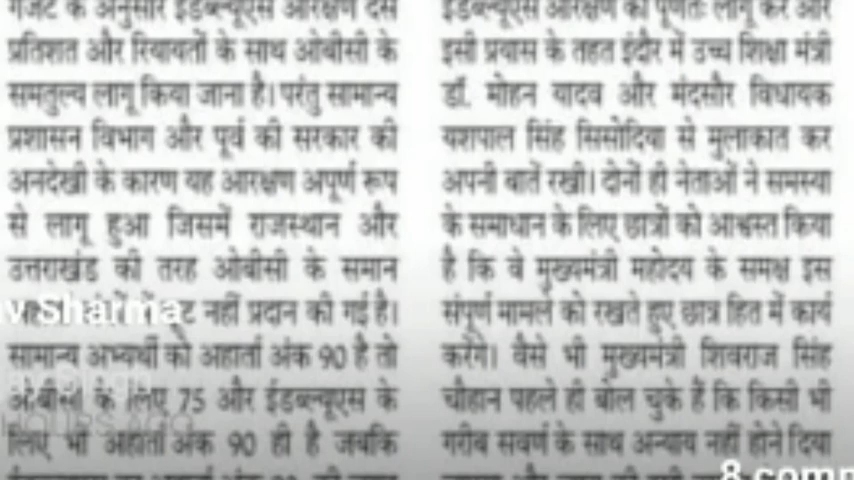 गजट के अनुसार ईडब्ल्यूएस आरक्षण दस
प्रतिशत और रियायतों के साथ ओबीसी के
समतुल्य लागू किया जाना है। परंतु सामान्य
प्रशासन विभाग और पूर्व की सरकार की
अनदेखी के कारण यह आरक्षण अपूर्ण रूप
से लागू हुआ जिसमें राजस्थान और
उत्तराखंड की तरह ओबीसी के समान
नहीं प्रदान की गई है।
सामान्य अभ्यर्थी को अहर्ता अंक 90 है तो
ओबीसी के लिए 75 और ईडब्ल्यूएस के
लिए भी अहर्ता अंक 90 ही है जबकि
ईडब्ल्यूएस आरक्षण को पूर्णतः लागू करे और
इसी प्रयास के तहत इंदौर में उच्च शिक्षा मंत्री
डॉ. मोहन यादव और मंदसौर विधायक
यशपाल सिंह सिसोदिया से मुलाकात कर
अपनी बातें रखी। दोनों ही नेताओं ने समस्या
के समाधान के लिए छात्रों को आश्वस्त किया
है कि वे मुख्यमंत्री महोदय के समक्ष इस
संपूर्ण मामले को रखते हुए छात्र हित में कार्य
करेंगे। वैसे भी मुख्यमंत्री शिवराज सिंह
चौहान पहले ही बोल चुके हैं कि किसी भी
गरीब सवर्ण के साथ अन्याय नहीं होने दिया
v Sharma
8 comm